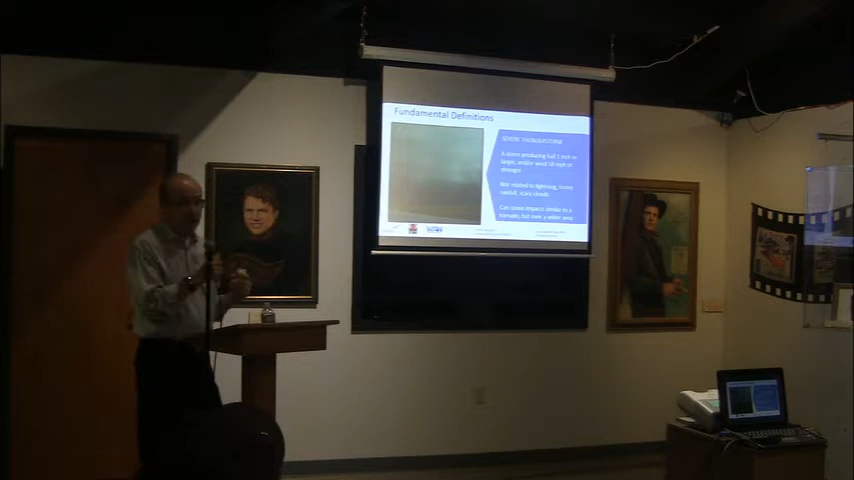 Fundamental Definitions
SEVERE THUNDERSTORM
A storm producing hail 1 inch or
larger, and/or wind 58 mph or
stronger
Not related to lightning, heavy
rainfall, scary clouds
Can cause impacts similar to a
tornado, but over a wider area